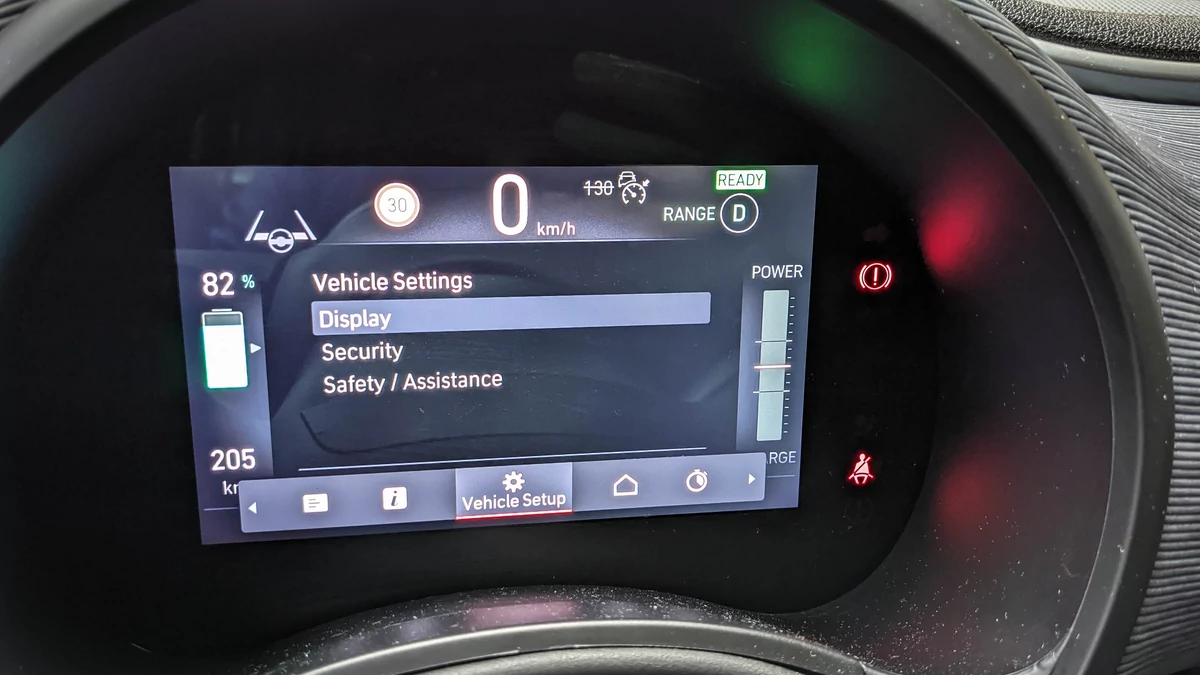 30
0 km/h
130
READY
RANGE D
82 %
Vehicle Settings
POWER
Display
Security
Safety / Assistance
205
Vehicle Setup